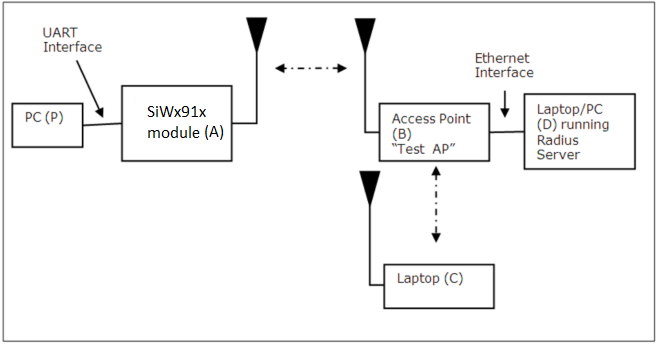 UART
Interface
PC (P)
SiWx91x
module (A)
Ethernet
Interface
Access Point
(B)
“Test AP”
Laptop/PC
(D) running
Radius
Server
Laptop (C)